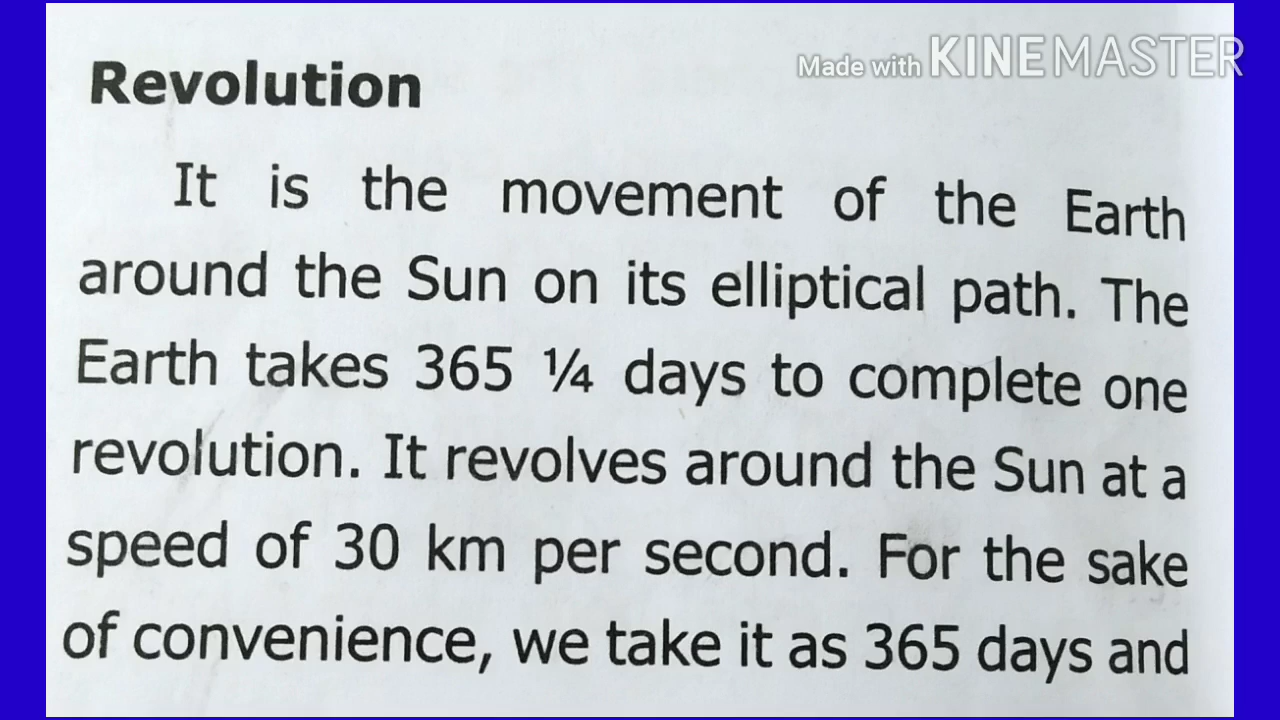 Made with KINEMASTER
Revolution
It is the movement of the Earth
around the Sun on its elliptical path. The
Earth takes 365 ¼ days to complete one
revolution. It revolves around the Sun at a
speed of 30 km per second. For the sake
of convenience, we take it as 365 days and